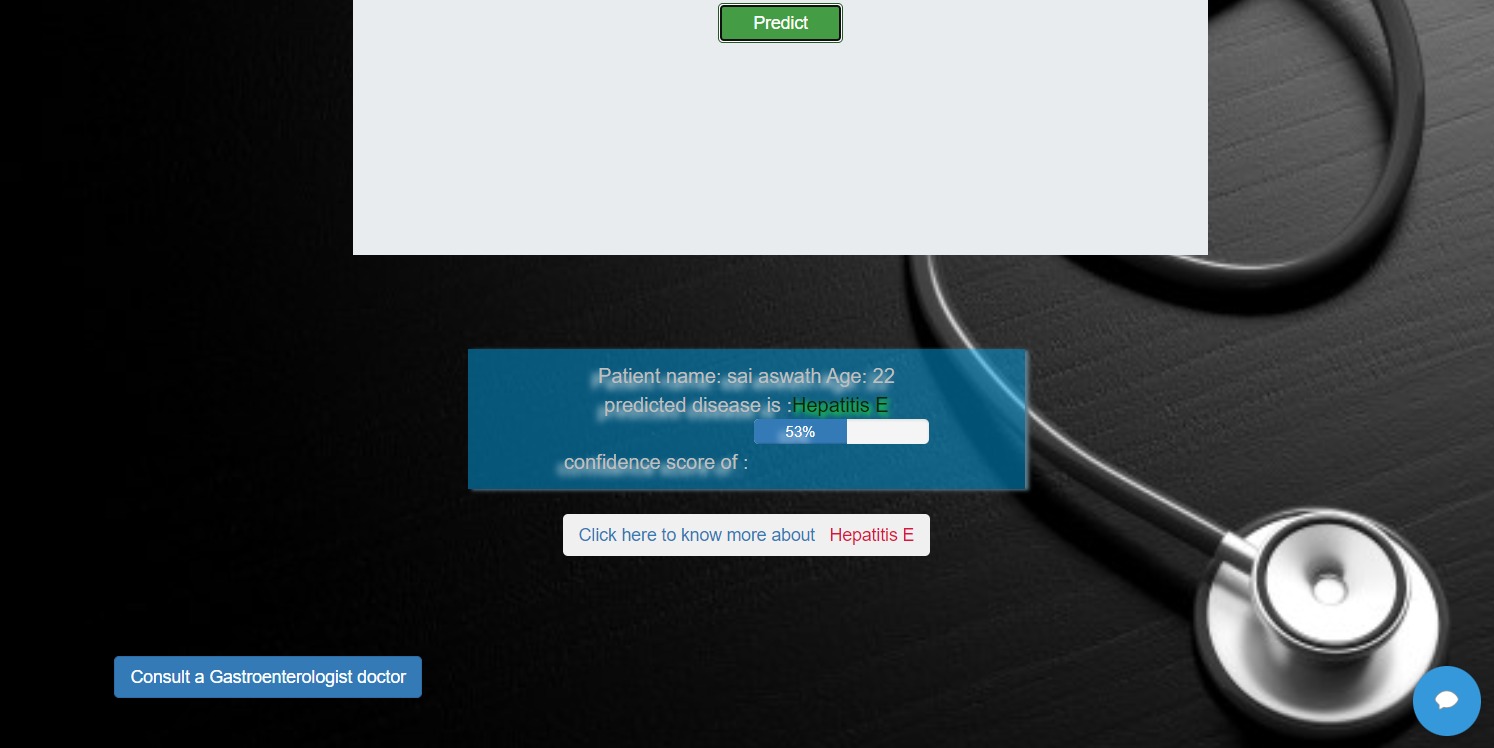 Predict
Patient name: sai aswath Age: 22
predicted disease is :Hepatitis E
53%
confidence score of :
Click here to know more about Hepatitis E
Consult a Gastroenterologist doctor